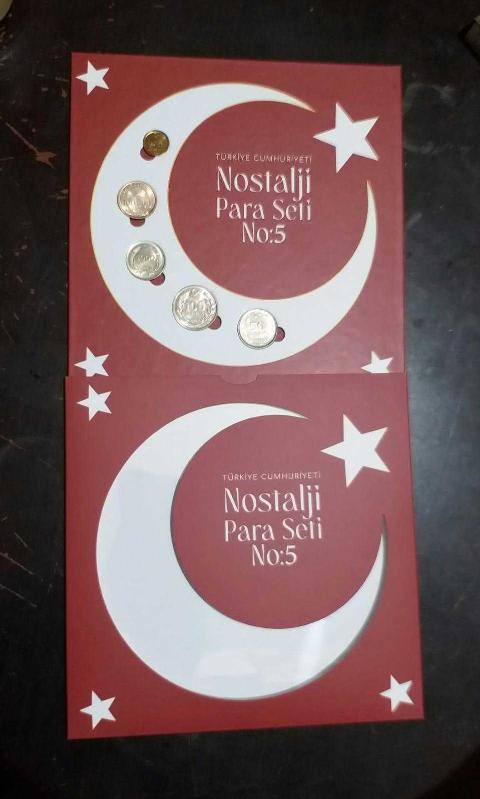 TÜRKİYE CUMHURİYETİ
Nostalji
Para Seti
No:5
TÜRKİYE CUMHURİYETİ
Nostalji
Para Seti
No:5